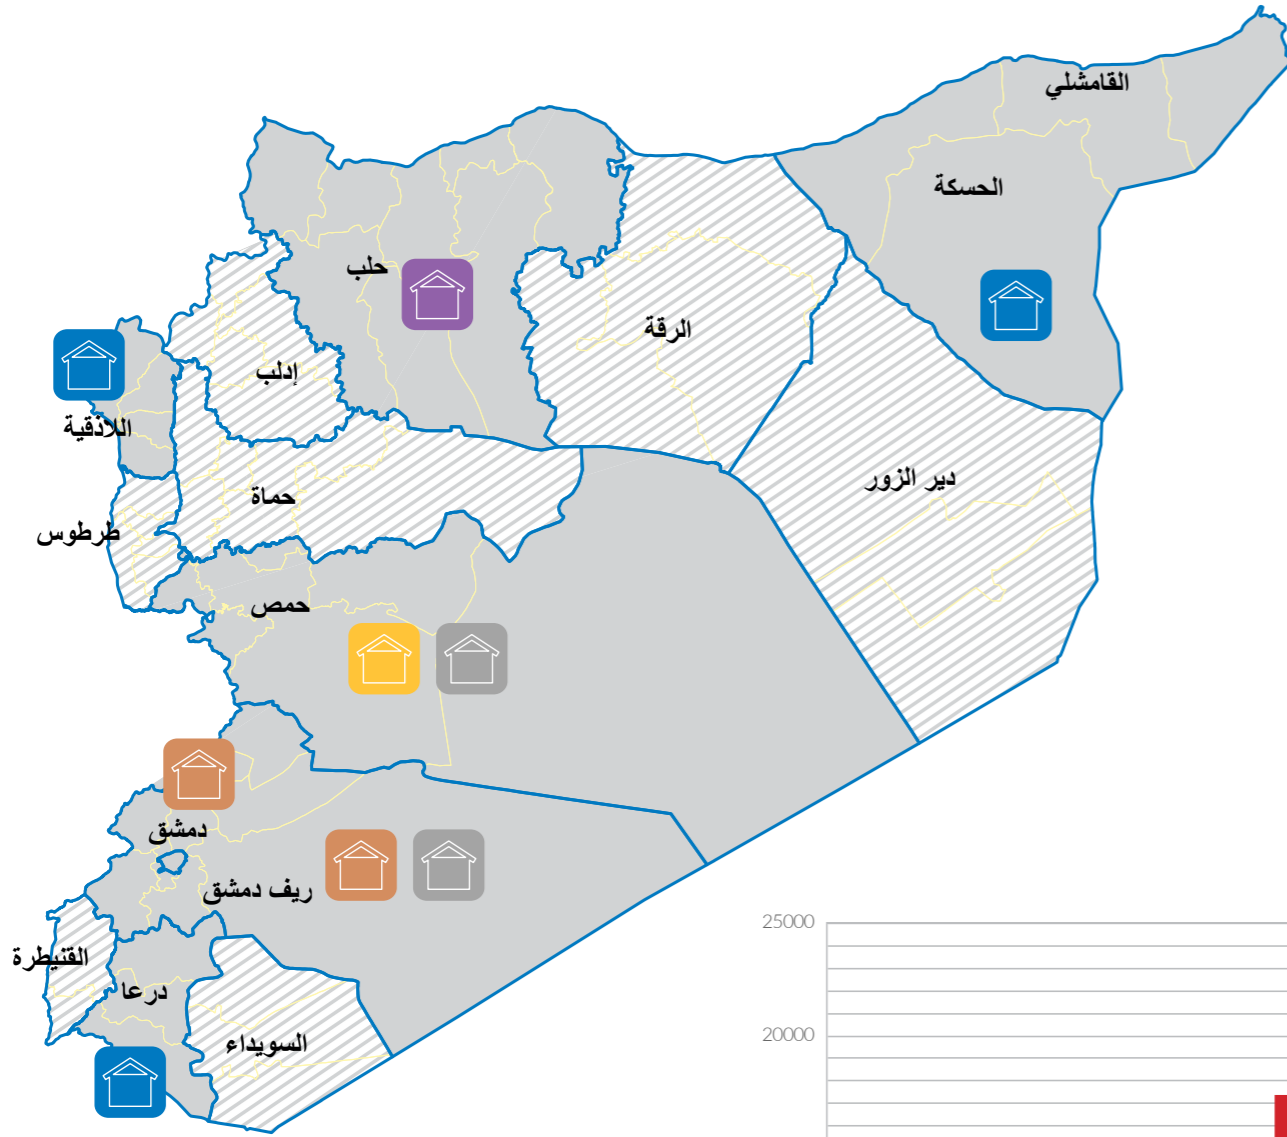 القامشلي
الحسكة
حلب
الرقة
إدلب
اللاذقية
دير الزور
حماة
طرطوس
حمص
دمشق
ريف دمشق
القنيطرة
درعا
السويداء
25000
20000